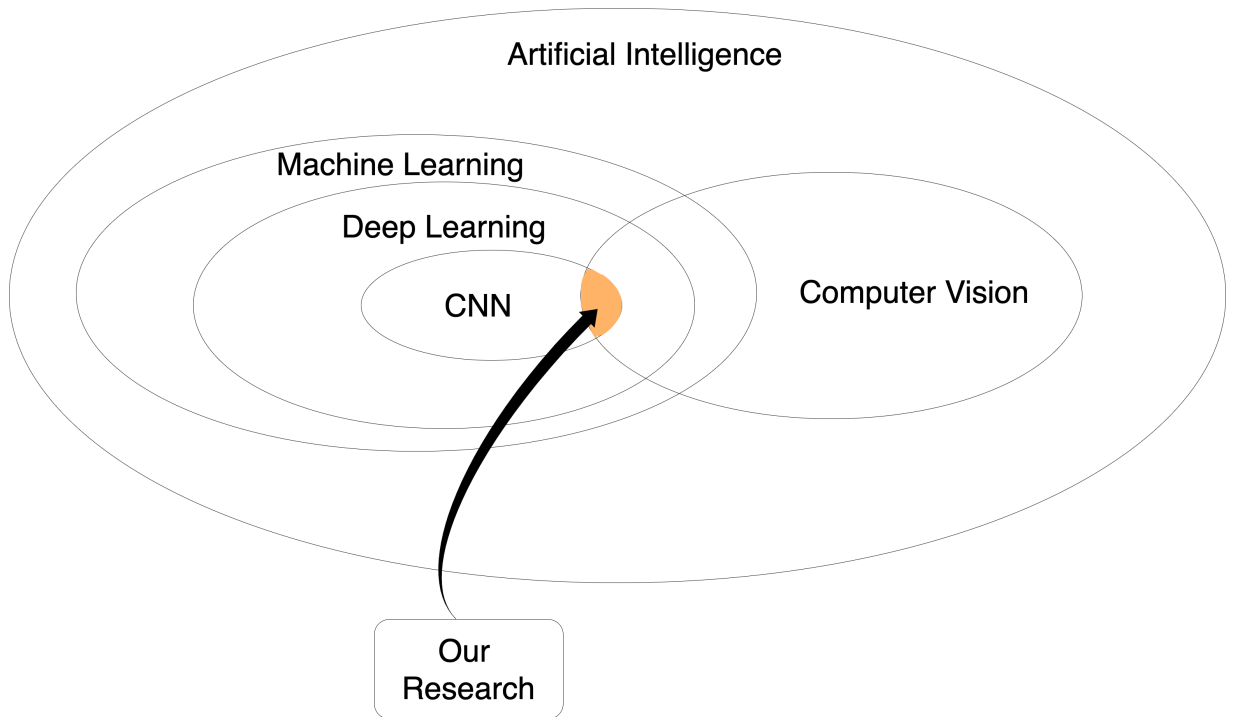 Artificial Intelligence
Machine Learning
Deep Learning
CNN
Computer Vision
Our
Research